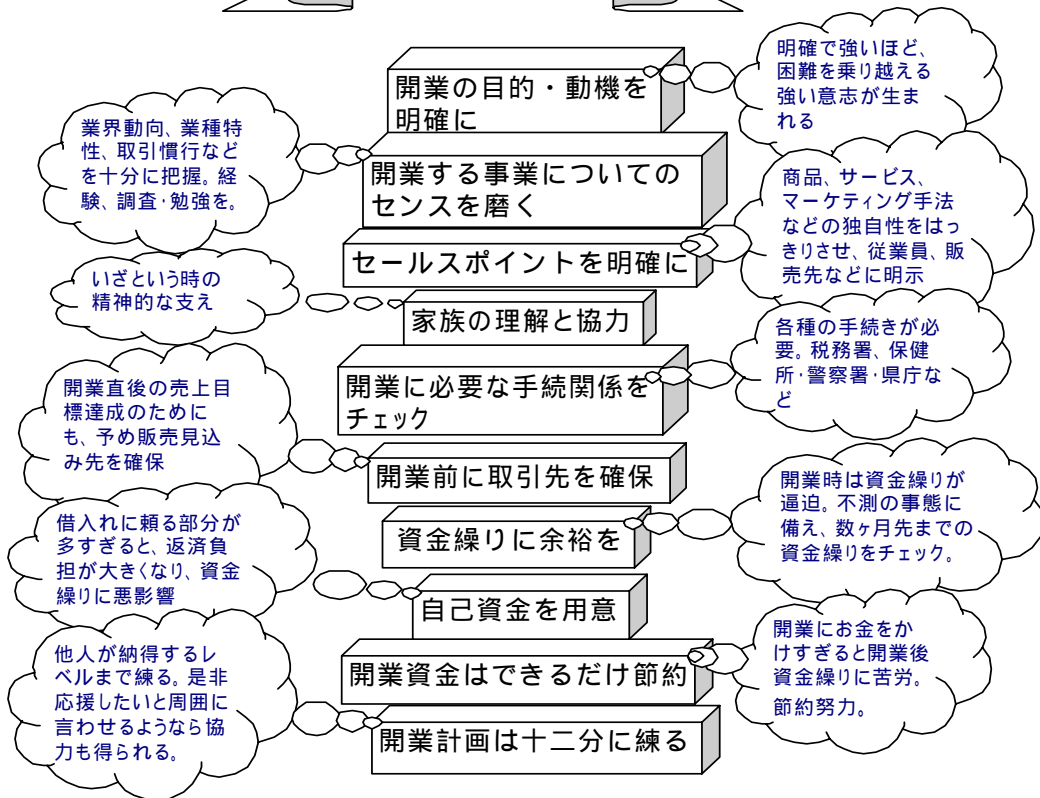 開業の目的・動機を
明確に
明確で強いほど、
困難を乗り越える
強い意志が生ま
れる
開業する事業についての
センスを磨く
業界動向、業種特
性、取引慣行など
を十分に把握。経
験、調査・勉強を。
セールスポイントを明確に
商品、サービス、
マーケティング手法
などの独自性をはっ
きりさせ、従業員、販
売先などに明示
家族の理解と協力
いざという時の
精神的な支え
開業に必要な手続関係を
チェック
各種の手続きが必
要。税務署、保健
所・警察署・県庁な
ど
開業前に取引先を確保
開業直後の売上目
標達成のために
も、予め販売見込
み先を確保
資金繰りに余裕を
開業時は資金繰りが
逼迫。不測の事態に
備え、数ヶ月先までの
資金繰りをチェック。
自己資金を用意
借入れに頼る部分が
多すぎると、返済負
担が大きくなり、資金
繰りに悪影響
開業資金はできるだけ節約
開業にお金をか
けすぎると開業後
資金繰りに苦労。
節約努力。
開業計画は十二分に練る
他人が納得するレ
ベルまで練る。是非
応援したいと周囲に
言わせるようなら協
力も得られる。